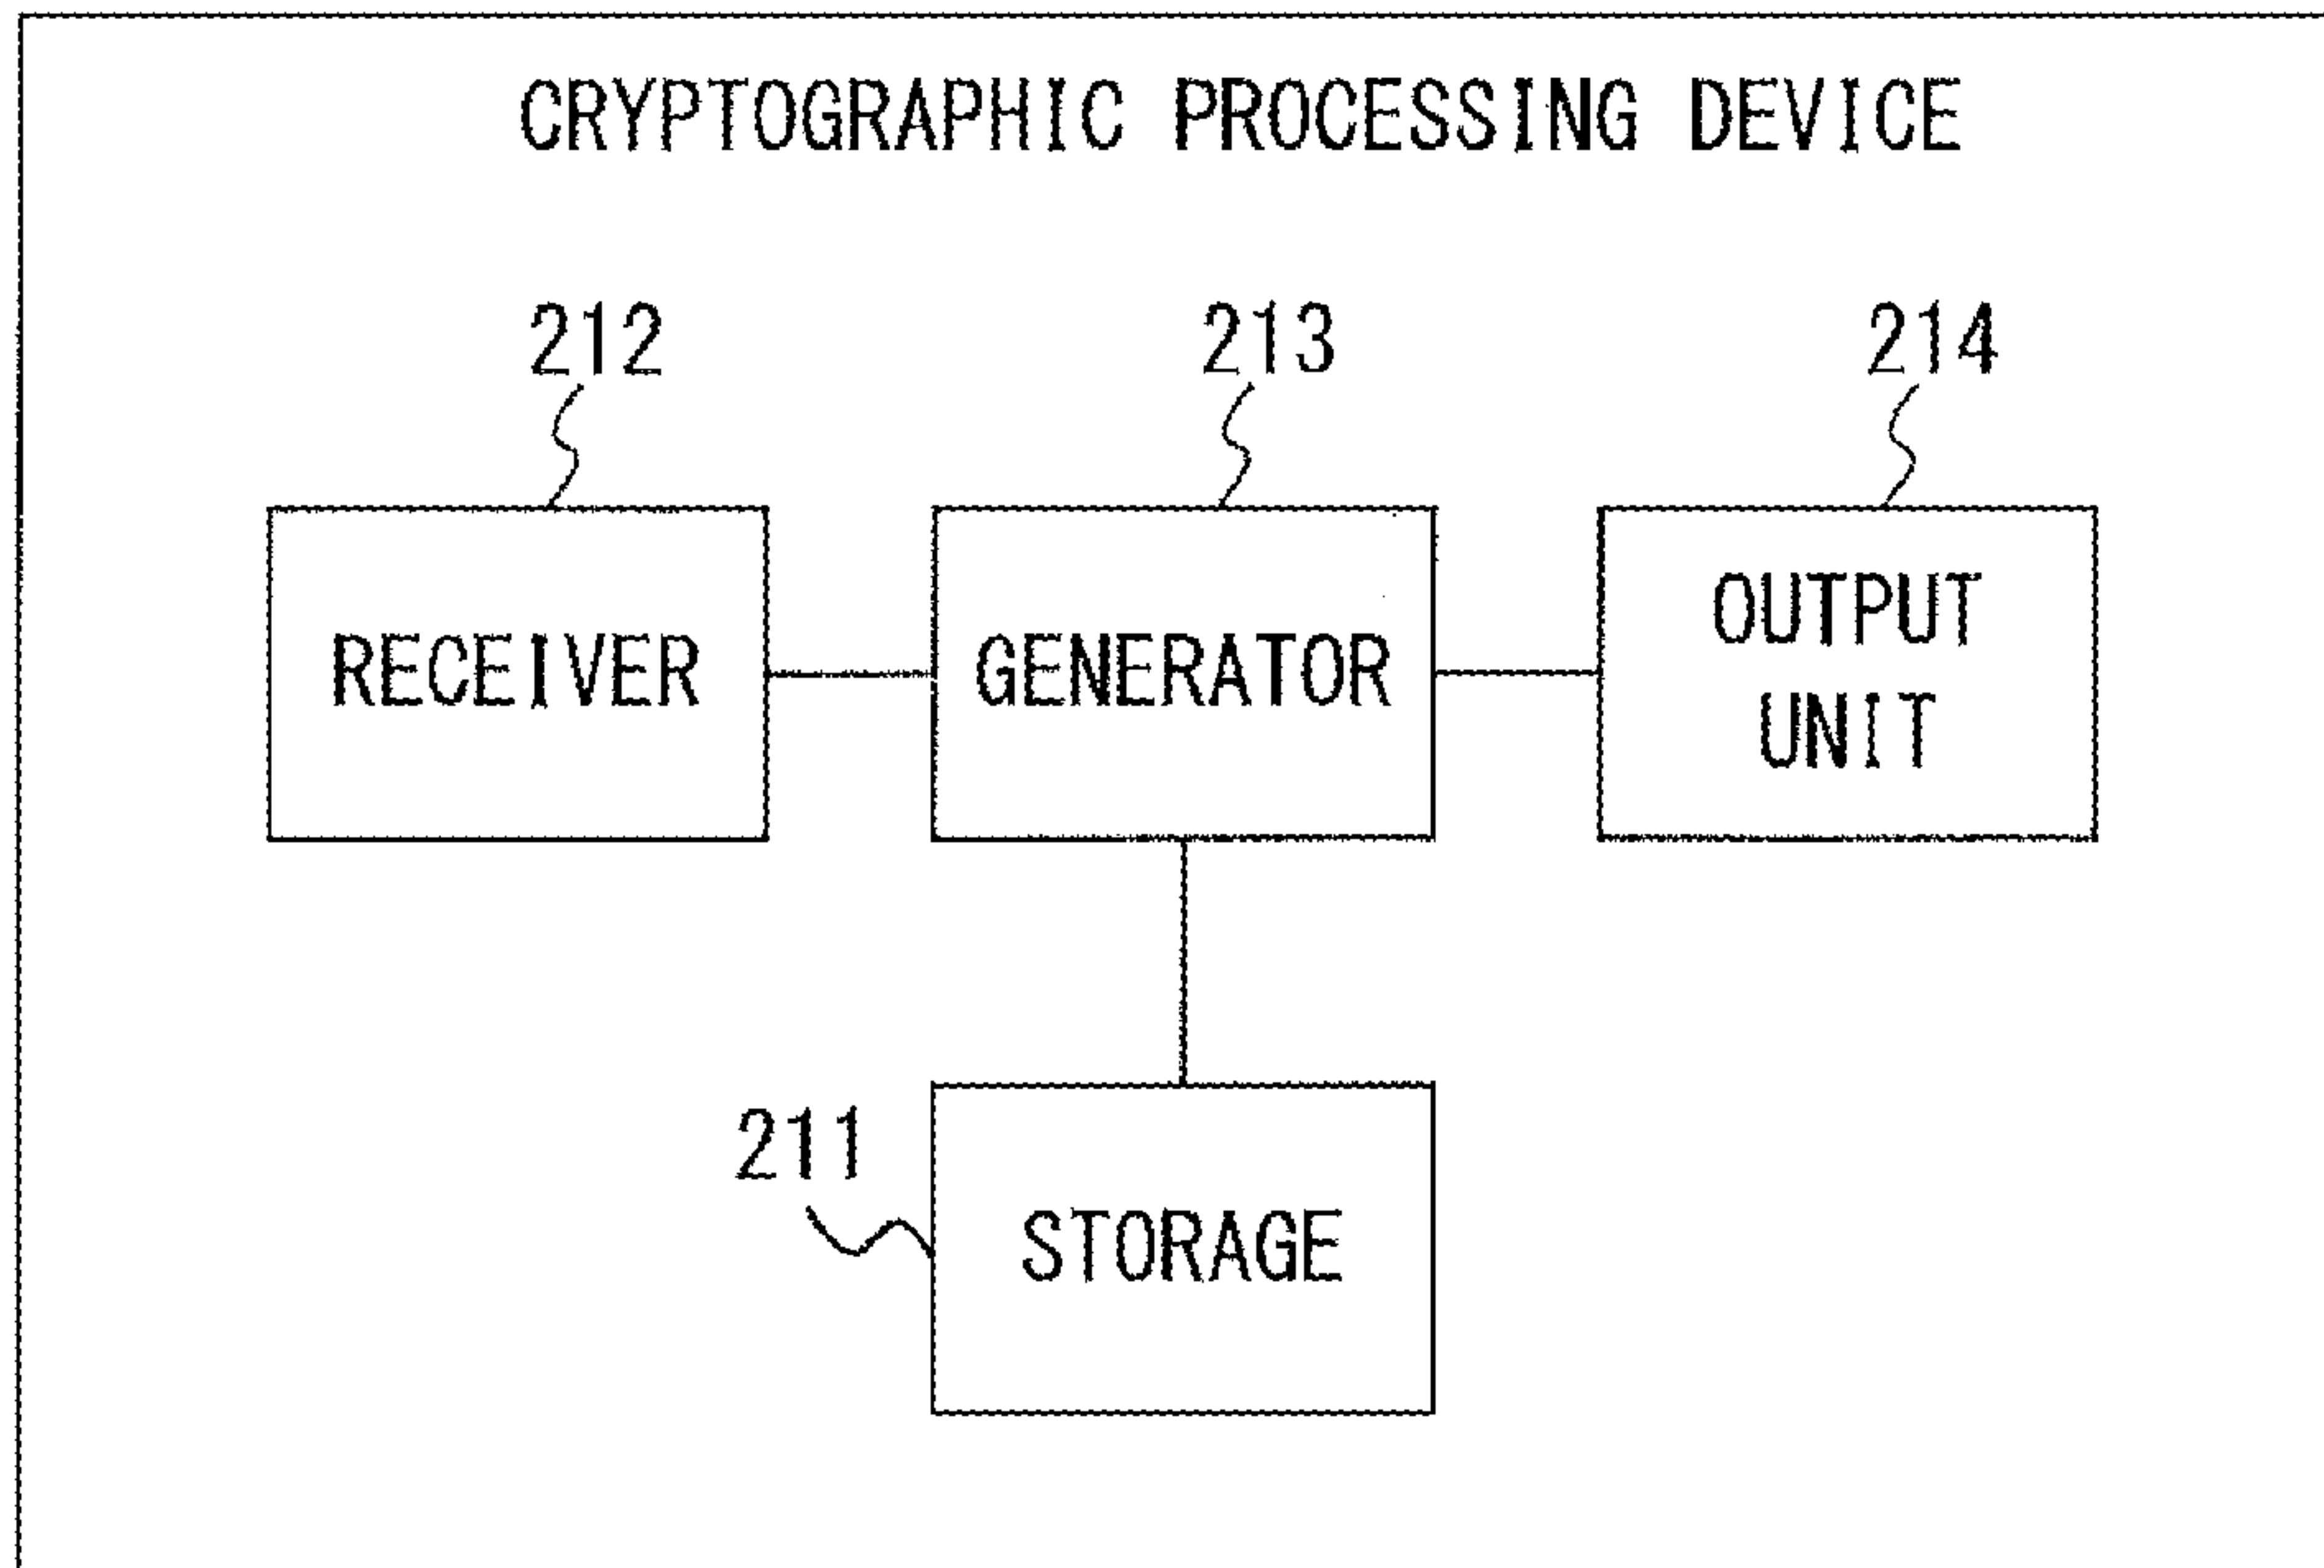 CRYPTOGRAPHIC PROCESSING DEVICE
212
213
214
RECEIVER
GENERATOR
OUTPUT
UNIT
211
STORAGE